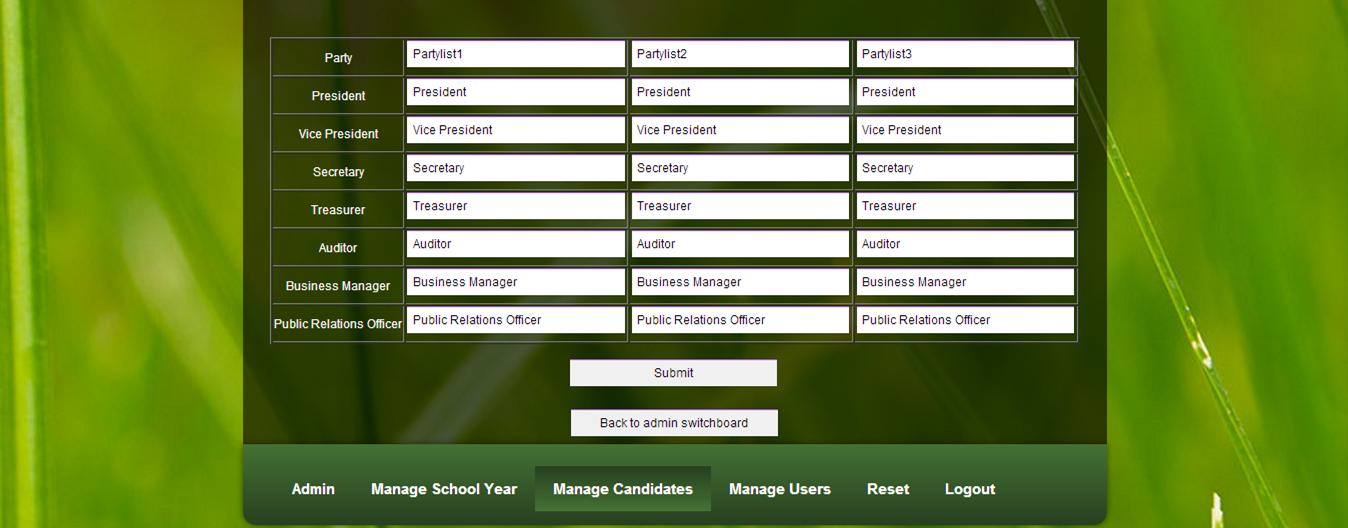 Party Partylist1 Partylist2 Partylist3
President President President President
Vice President Vice President Vice President Vice President
Secretary Secretary Secretary Secretary
Treasurer Treasurer Treasurer Treasurer
Auditor Auditor Auditor Auditor
Business Manager Business Manager Business Manager Business Manager
Public Relations Officer Public Relations Officer Public Relations Officer Public Relations Officer
Submit
Back to admin switchboard
Admin Manage School Year Manage Candidates Manage Users Reset Logout